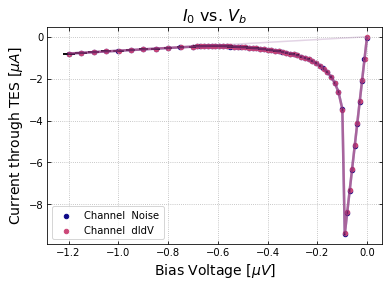 I₀ vs. V_b
Current through TES [μA]
0
−2
−4
−6
−8
Channel Noise
Channel dIdV
−1.2 −1.0 −0.8 −0.6 −0.4 −0.2 0.0
Bias Voltage [μV]